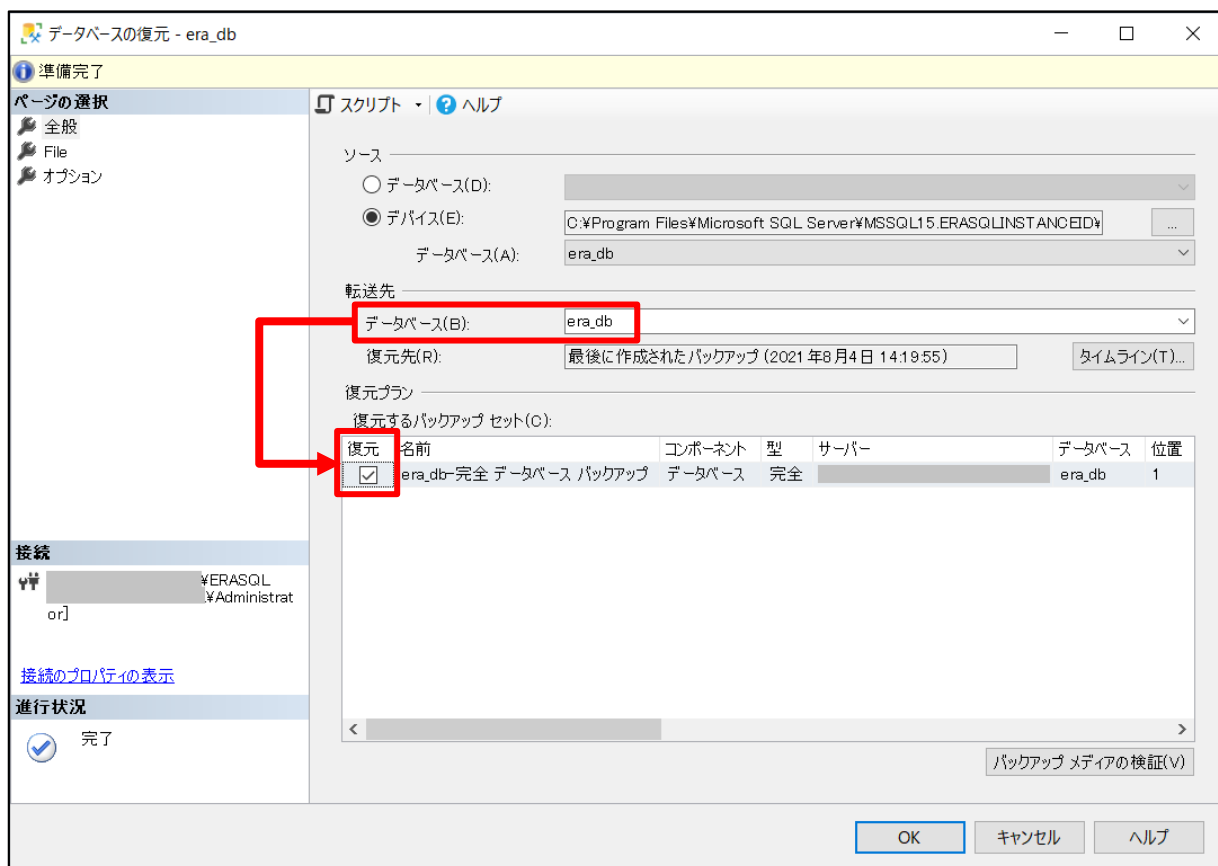 データベースの復元 - era_db
準備完了
ページの選択
全般
File
オプション
スクリプト ヘルプ
ソース
データベース(D):
デバイス(E): C:¥Program Files¥Microsoft SQL Server¥MSSQL15.ERASQLINSTANCEID¥ ...
データベース(A): era_db
転送先
データベース(B): era_db
復元先(R): 最後に作成されたバックアップ (2021年8月4日 14:19:55) タイムライン(T)...
復元プラン
復元するバックアップ セット(C):
復元 名前 コンポーネント 型 サーバー データベース 位置
era_db-完全 データベース バックアップ データベース 完全 era_db 1
接続
¥ERASQL
¥Administrat
or]
接続のプロパティの表示
進行状況
完了
バックアップ メディアの検証(V)
OK キャンセル ヘルプ